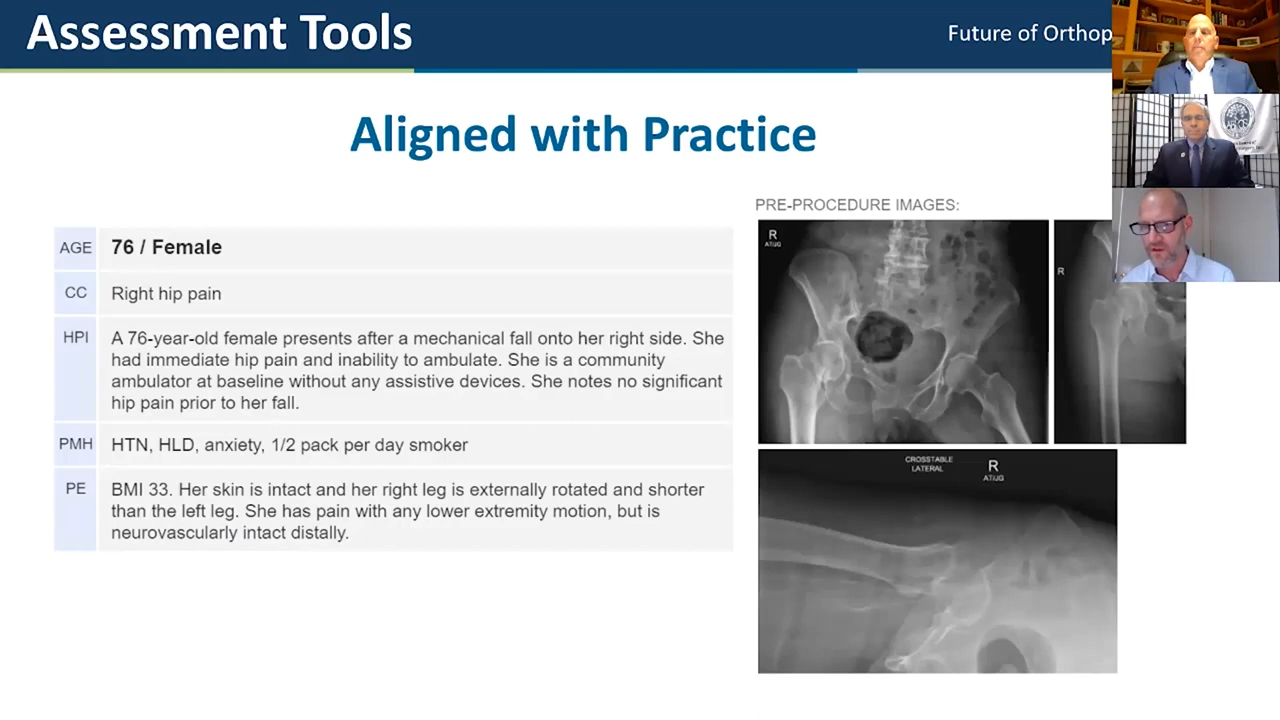 Assessment Tools
Future of Orthop
Aligned with Practice
PRE-PROCEDURE IMAGES:
AGE
76 / Female
CC
Right hip pain
HPI
A 76-year-old female presents after a mechanical fall onto her right side. She
had immediate hip pain and inability to ambulate. She is a community
ambulator at baseline without any assistive devices. She notes no significant
hip pain prior to her fall.
PMH
HTN, HLD, anxiety, 1/2 pack per day smoker
PE
BMI 33. Her skin is intact and her right leg is externally rotated and shorter
than the left leg. She has pain with any lower extremity motion, but is
neurovascularly intact distally.
R
AT/JG
R
CROSSTABLE
LATERAL
R
AT/JG